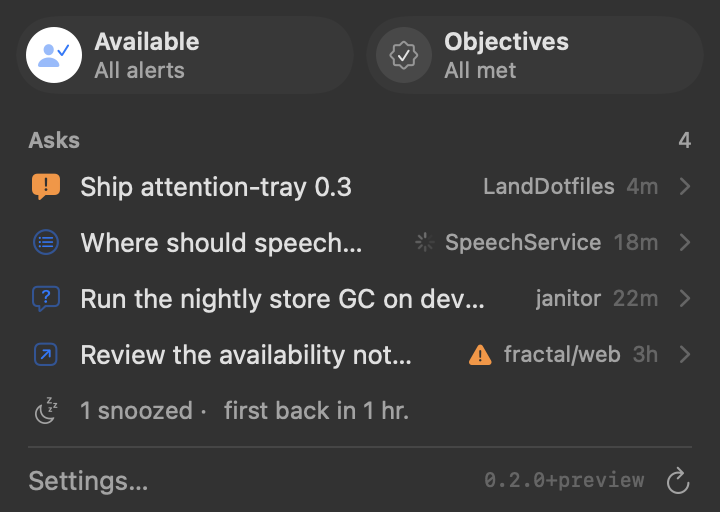 Available
All alerts
Objectives
All met
Asks 4
Ship attention-tray 0.3 LandDotfiles 4m
Where should speech... SpeechService 18m
Run the nightly store GC on dev... janitor 22m
Review the availability not... fractal/web 3h
1 snoozed · first back in 1 hr.
Settings... 0.2.0+preview